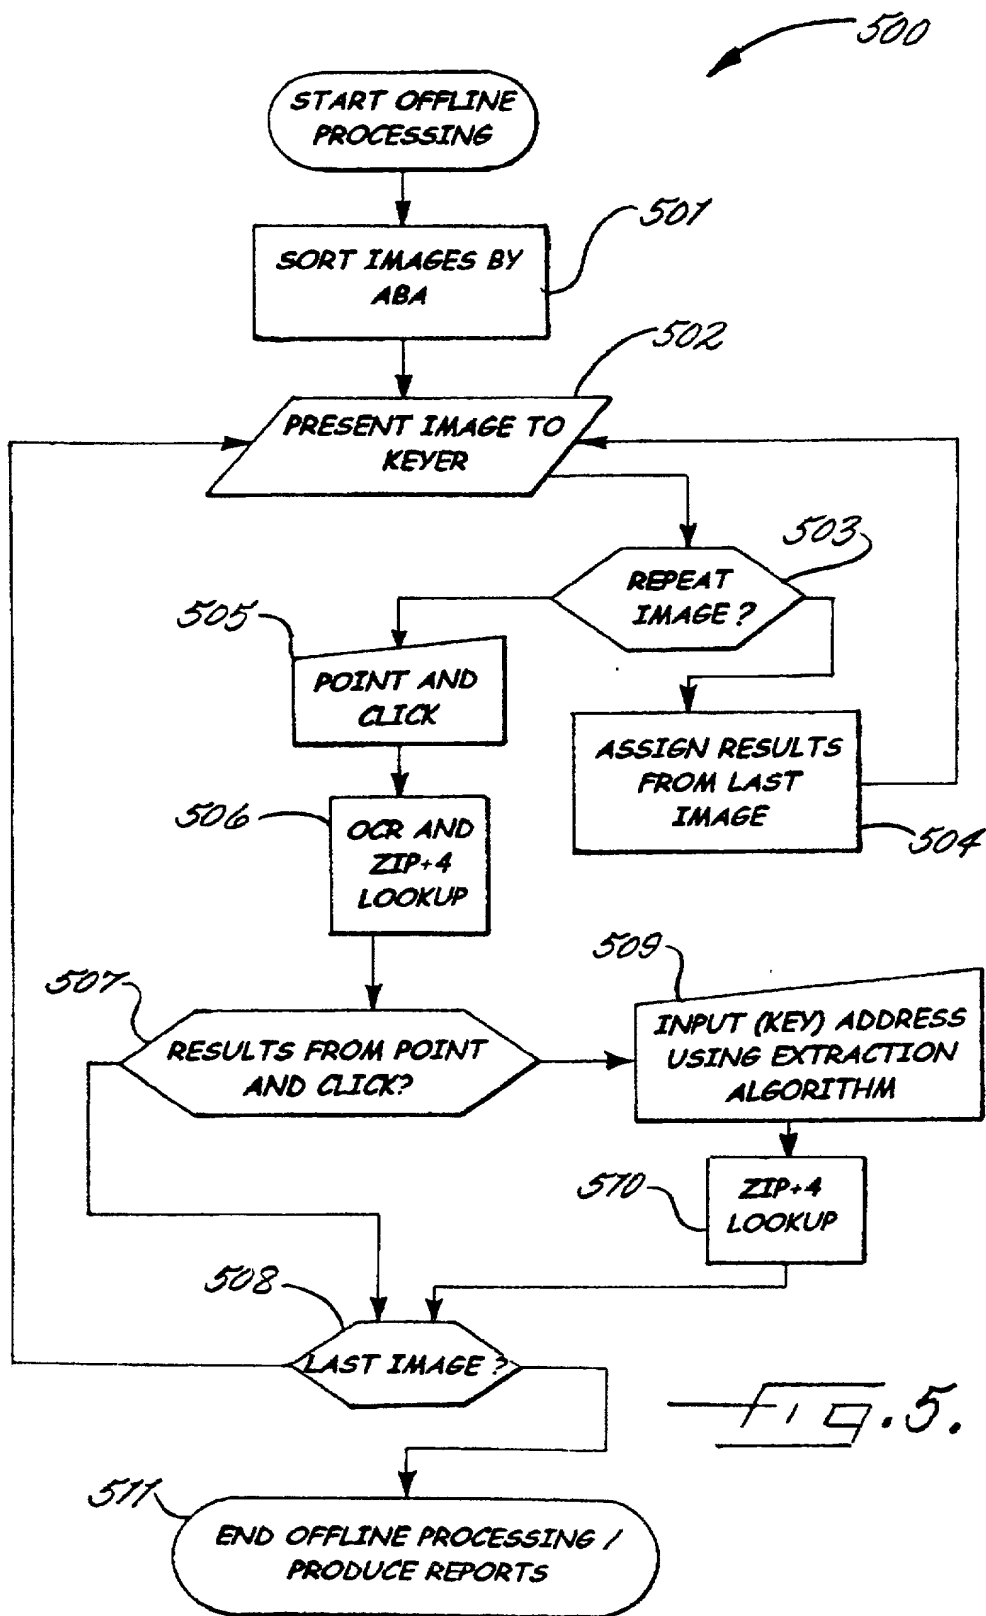 500
START OFFLINE
PROCESSING
501
SORT IMAGES BY
ABA
502
PRESENT IMAGE TO
KEYER
503
REPEAT
IMAGE?
505
POINT AND
CLICK
ASSIGN RESULTS
FROM LAST
IMAGE
504
506
OCR AND
ZIP+4
LOOKUP
507
RESULTS FROM POINT
AND CLICK?
509
INPUT (KEY) ADDRESS
USING EXTRACTION
ALGORITHM
570
ZIP+4
LOOKUP
508
LAST IMAGE?
Fig. 5.
511
END OFFLINE PROCESSING /
PRODUCE REPORTS